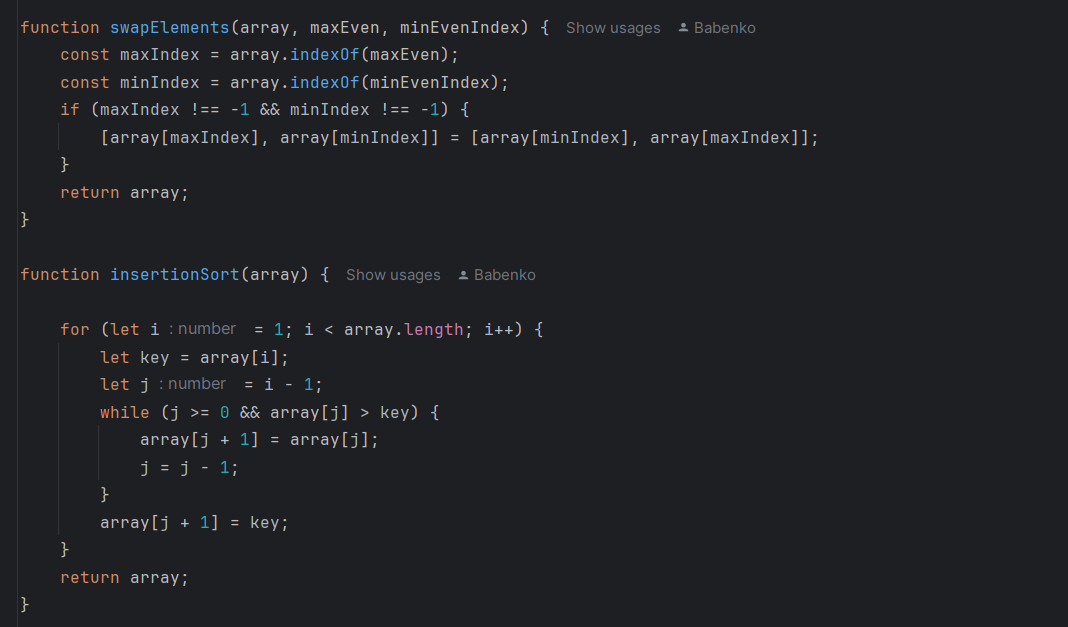 function swapElements(array, maxEven, minEvenIndex) { Show usages Babenko
    const maxIndex = array.indexOf(maxEven);
    const minIndex = array.indexOf(minEvenIndex);
    if (maxIndex !== -1 && minIndex !== -1) {
        [array[maxIndex], array[minIndex]] = [array[minIndex], array[maxIndex]];
    }
    return array;
}
function insertionSort(array) { Show usages Babenko
    for (let i : number = 1; i < array.length; i++) {
        let key = array[i];
        let j : number = i - 1;
        while (j >= 0 && array[j] > key) {
            array[j + 1] = array[j];
            j = j - 1;
        }
        array[j + 1] = key;
    }
    return array;
}